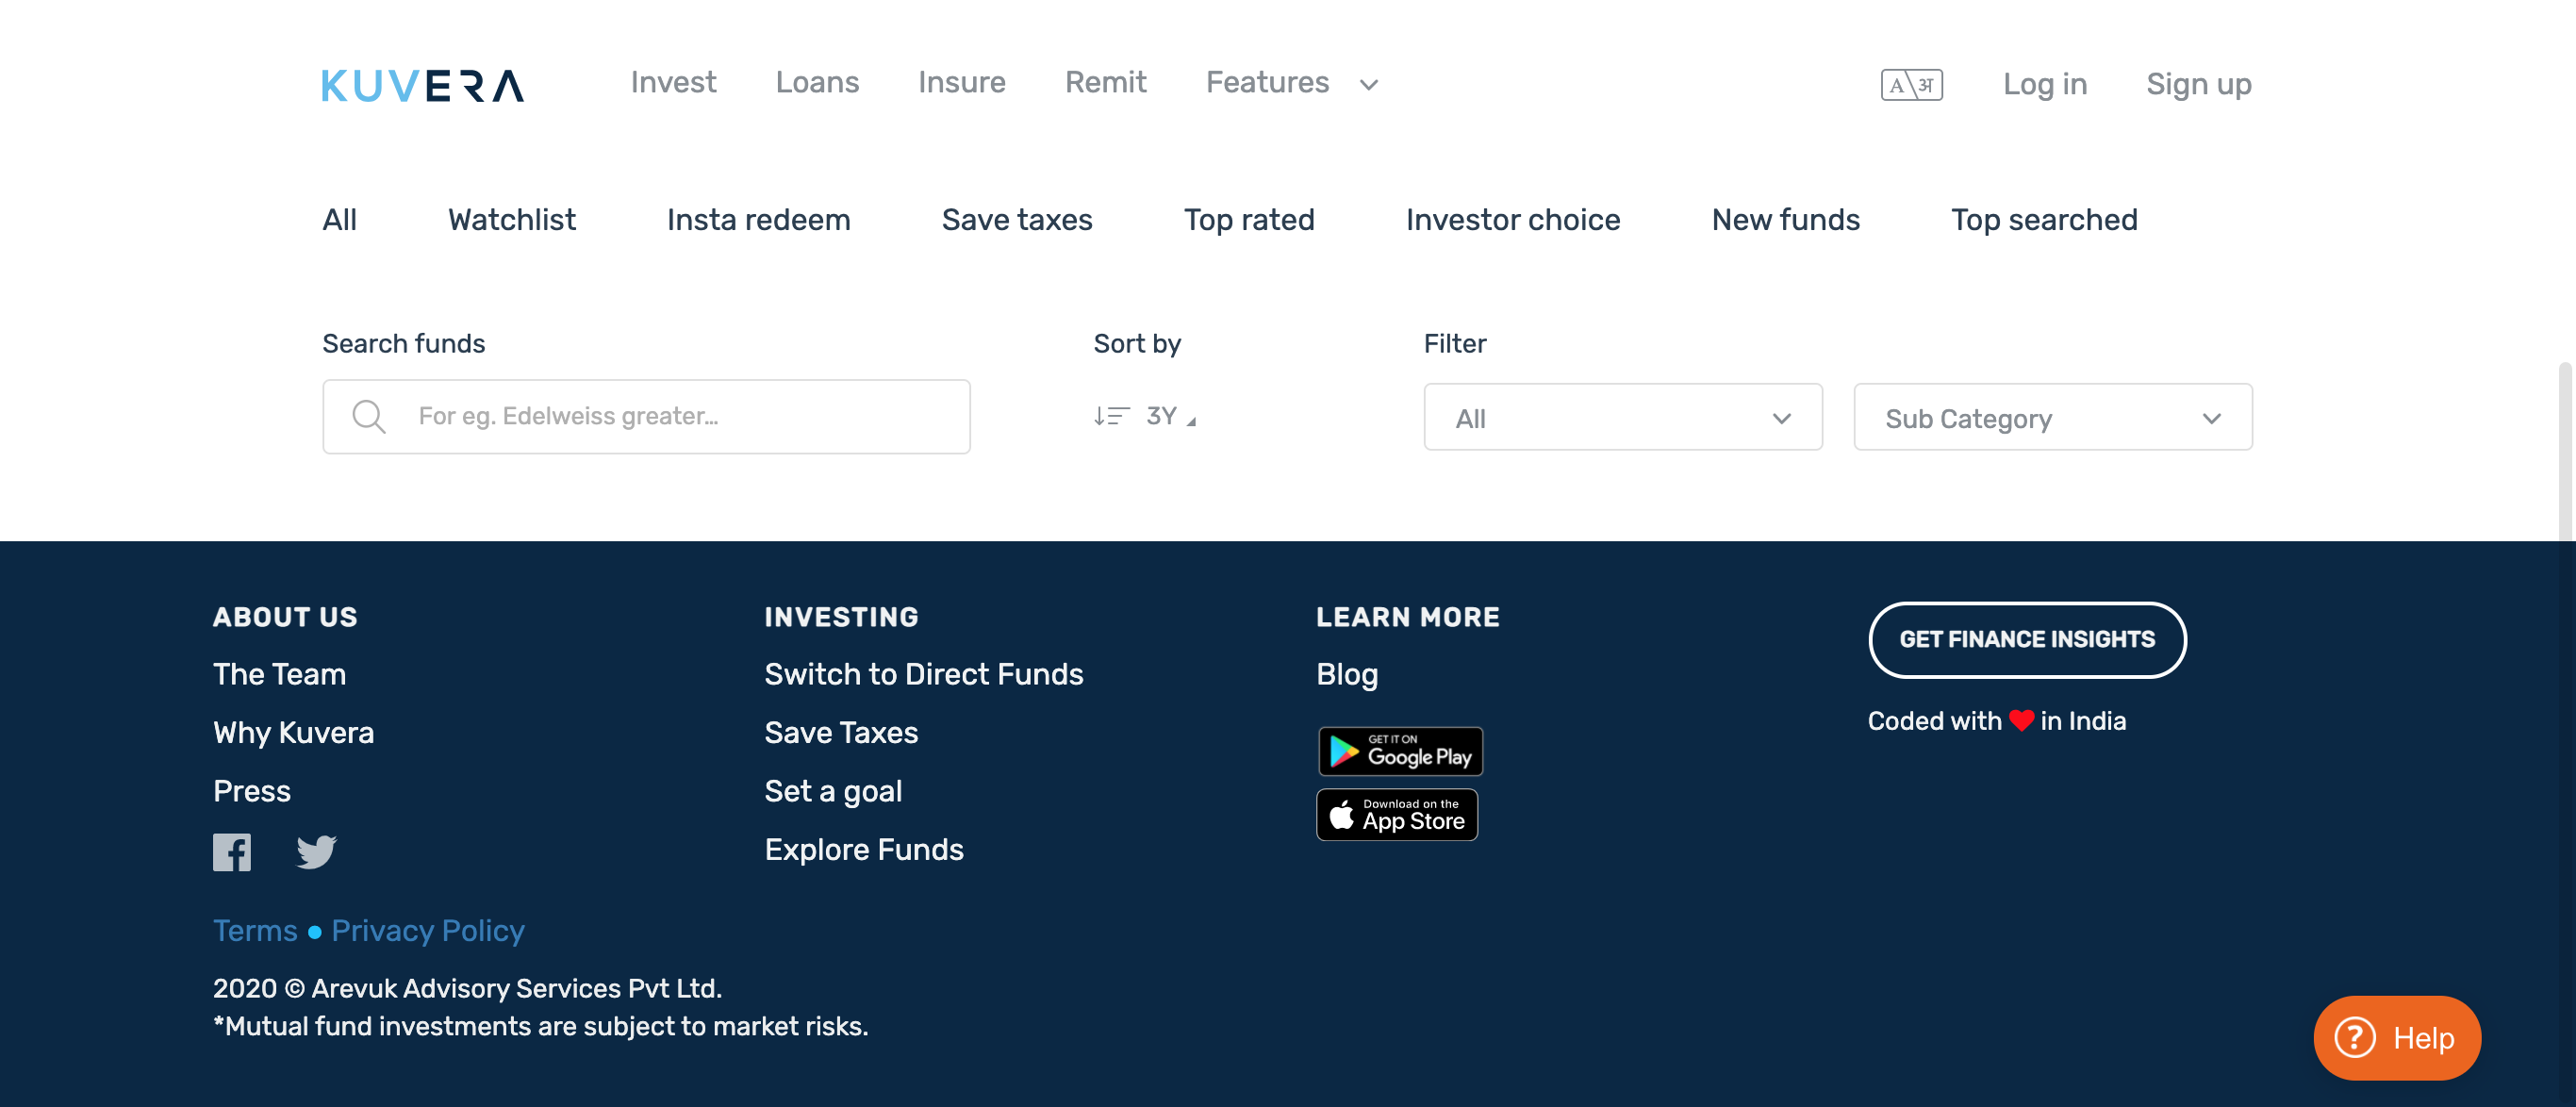 KUVERA Invest Loans Insure Remit Features A\अ Log in Sign up
All Watchlist Insta redeem Save taxes Top rated Investor choice New funds Top searched
Search funds Sort by Filter
For eg. Edelweiss greater... 3Y All Sub Category
ABOUT US
The Team
Why Kuvera
Press
INVESTING
Switch to Direct Funds
Save Taxes
Set a goal
Explore Funds
LEARN MORE
Blog
GET IT ON
Google Play
Download on the
App Store
GET FINANCE INSIGHTS
Coded with ❤ in India
Terms • Privacy Policy
2020 © Arevuk Advisory Services Pvt Ltd.
*Mutual fund investments are subject to market risks.
? Help